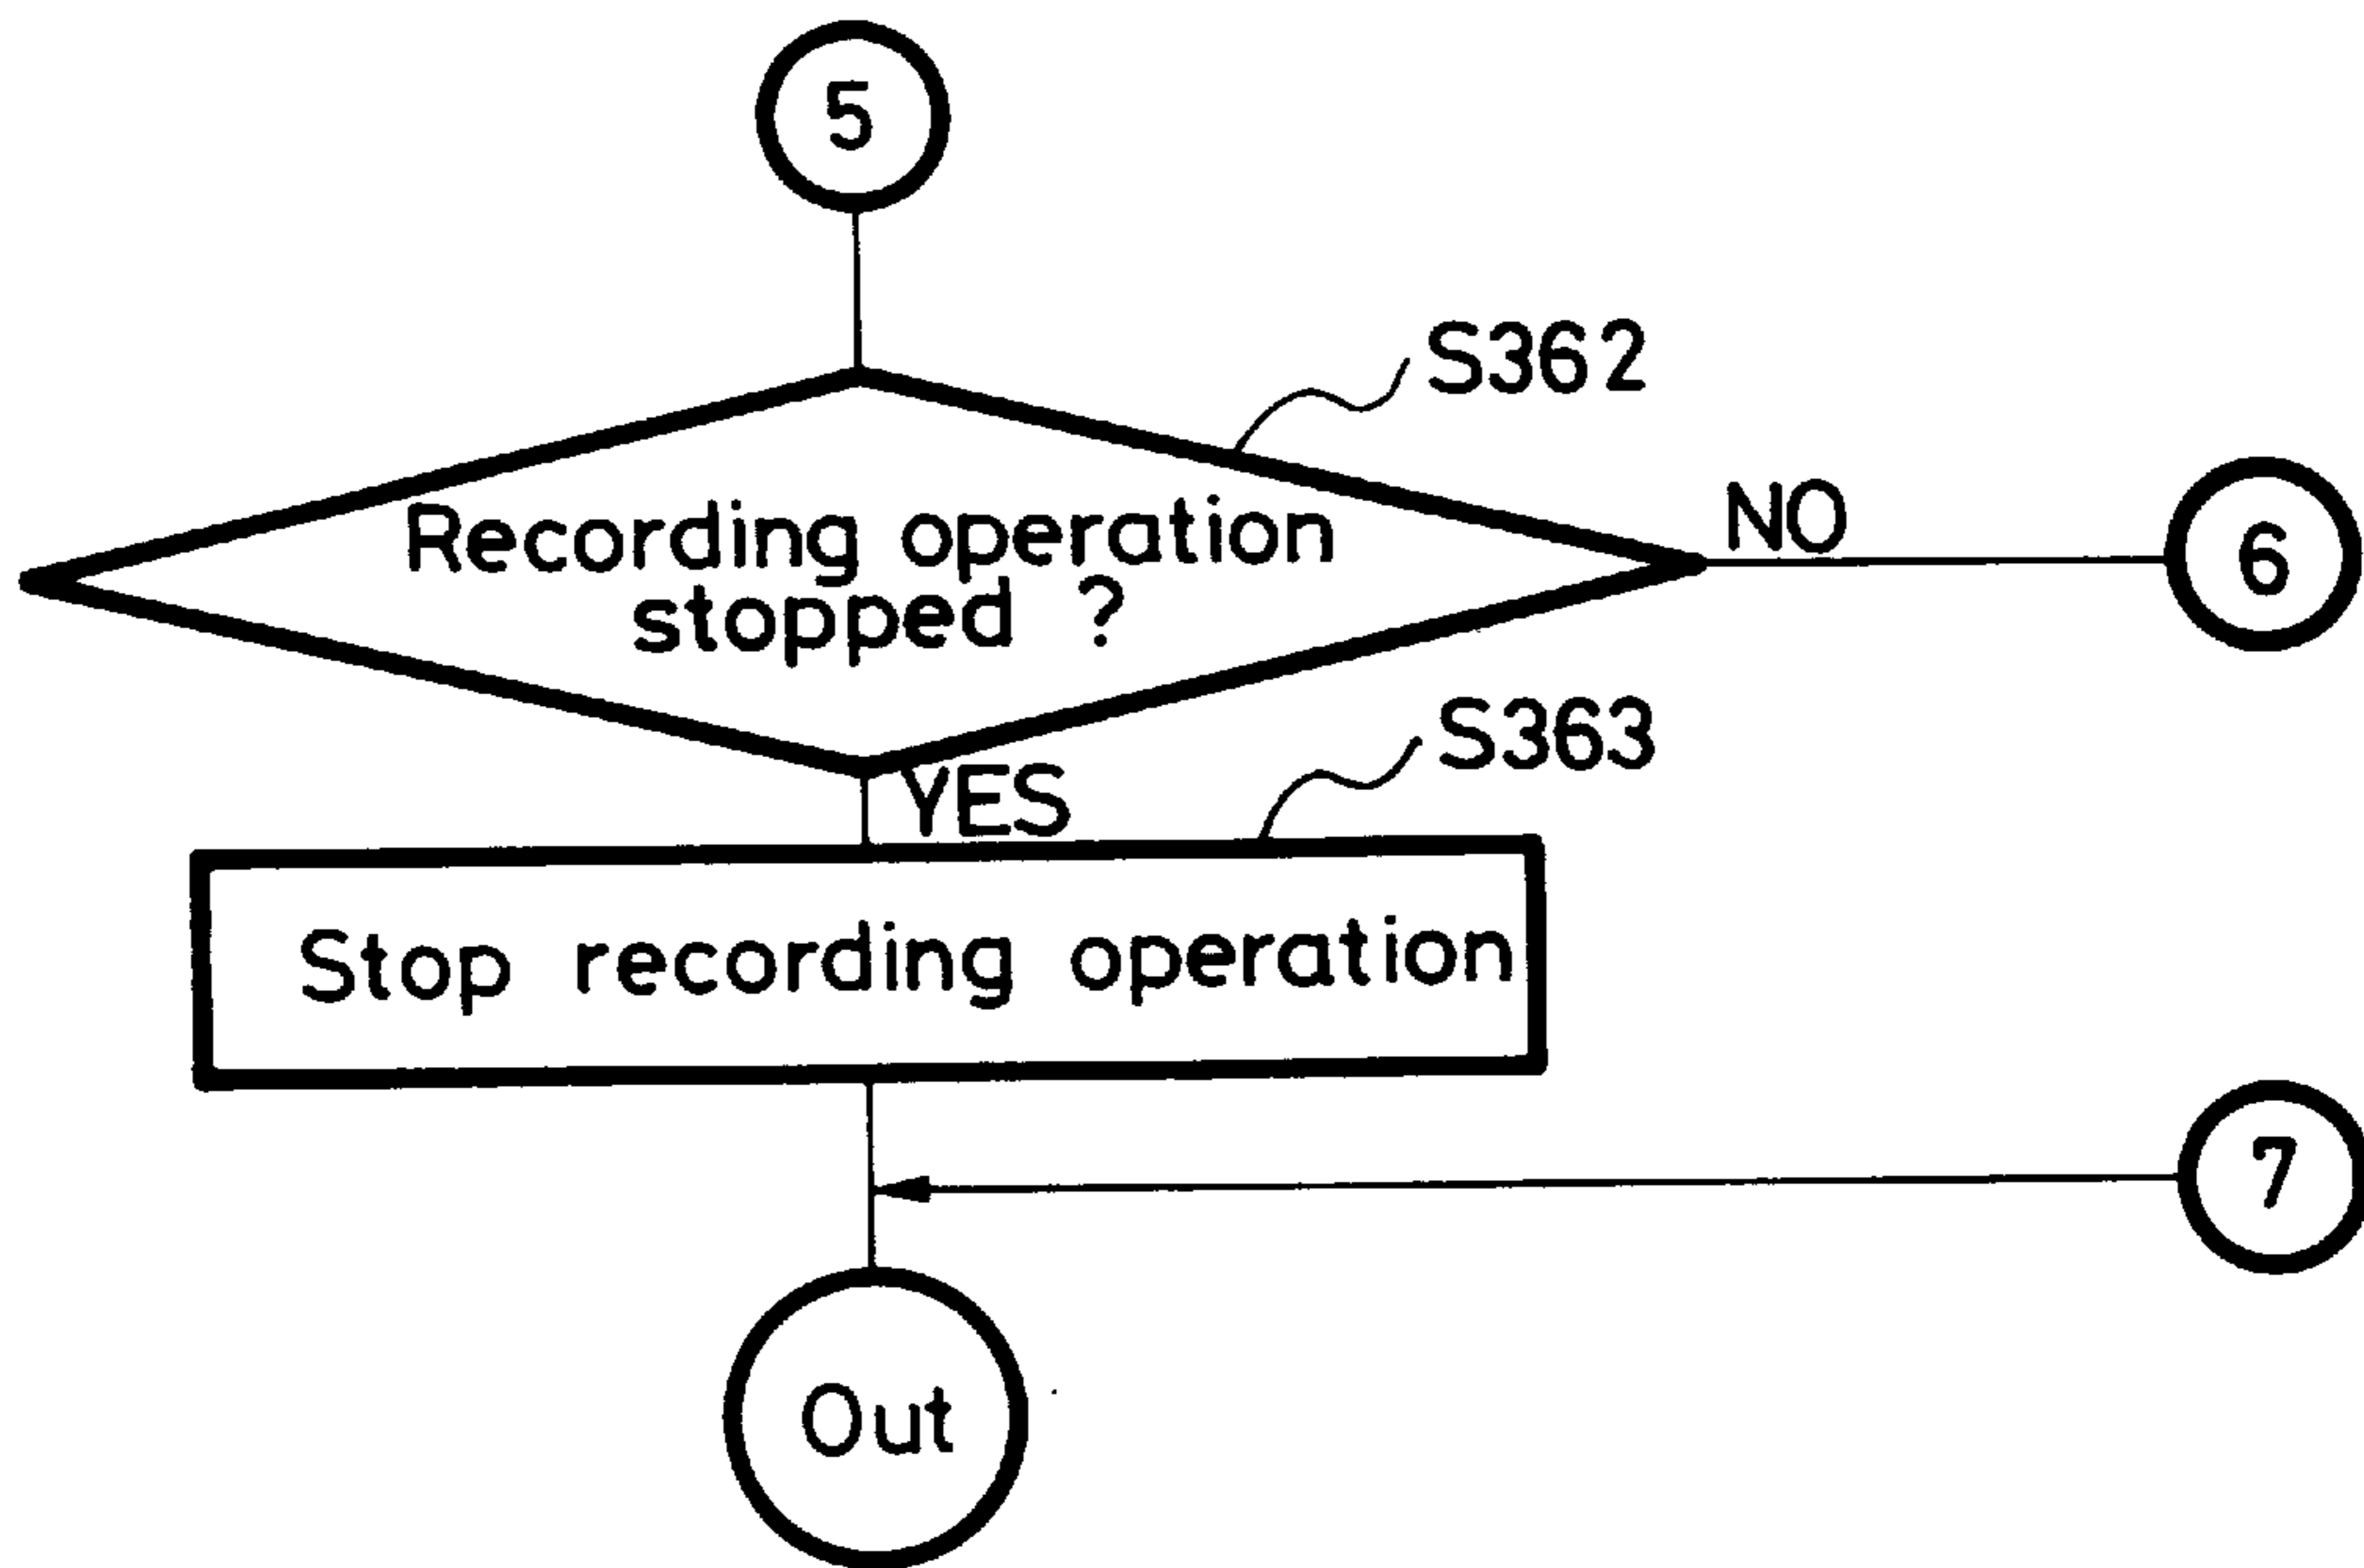 5
S362
Recording operation
stopped ?
NO
6
S363
YES
Stop recording operation
7
Out